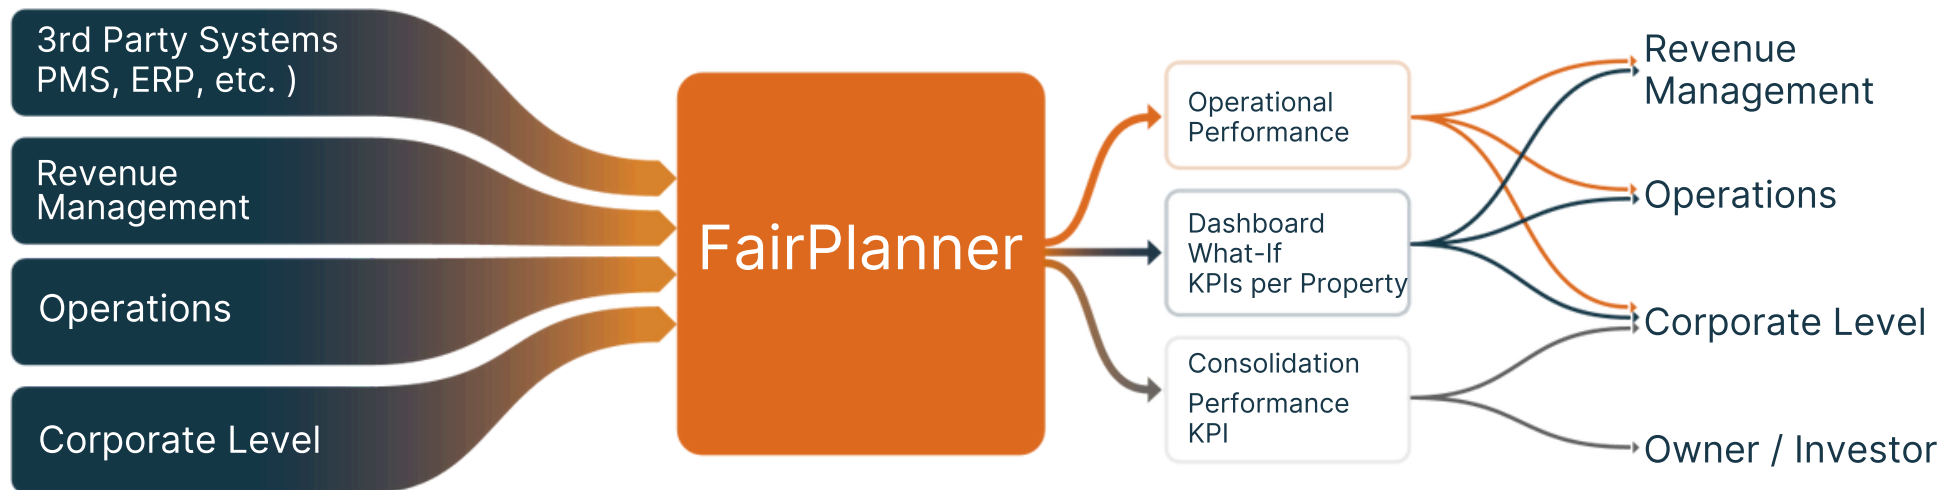 3rd Party Systems
PMS, ERP, etc. )
Revenue
Management
Operations
Corporate Level
FairPlanner
Operational
Performance
Dashboard
What-If
KPIs per Property
Consolidation
Performance
KPI
Revenue
Management
Operations
Corporate Level
Owner / Investor